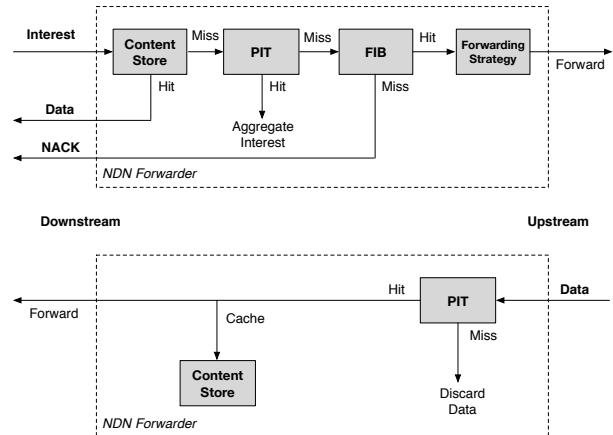 Interest
Content
Store
Miss
PIT
Miss
FIB
Hit
Forwarding
Strategy
Forward
Hit
Hit
Miss
Data
Aggregate
Interest
NACK
NDN Forwarder
Downstream
Upstream
Hit
PIT
Data
Forward
Cache
Miss
Content
Store
Discard
Data
NDN Forwarder